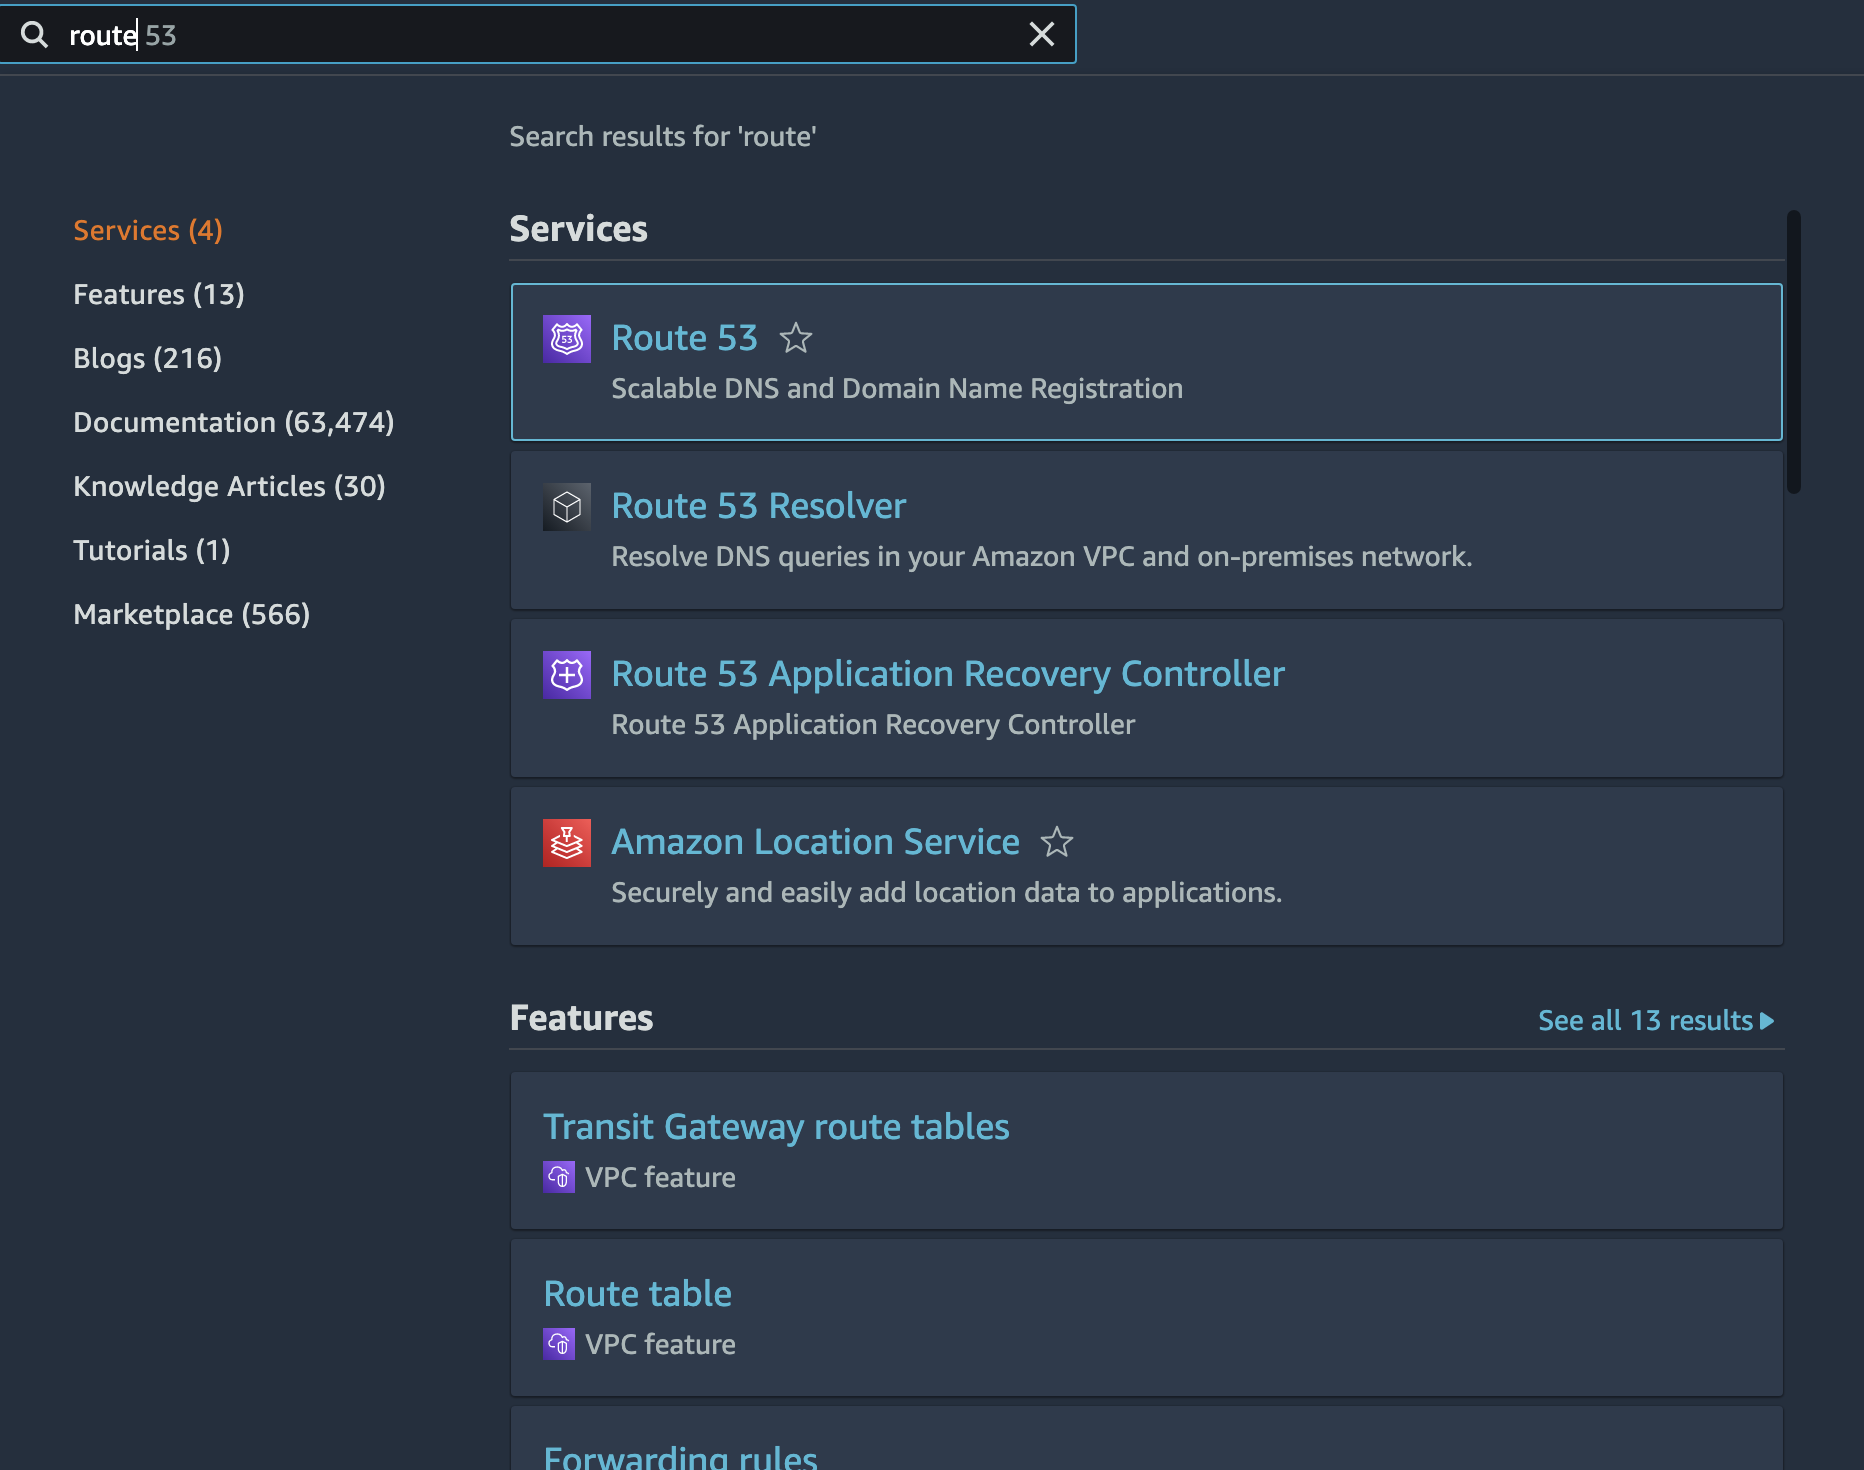 route 53
Search results for 'route'
Services (4)
Features (13)
Blogs (216)
Documentation (63,474)
Knowledge Articles (30)
Tutorials (1)
Marketplace (566)
Services
53
Route 53
Scalable DNS and Domain Name Registration
Route 53 Resolver
Resolve DNS queries in your Amazon VPC and on-premises network.
Route 53 Application Recovery Controller
Route 53 Application Recovery Controller
Amazon Location Service
Securely and easily add location data to applications.
Features
See all 13 results
Transit Gateway route tables
VPC feature
Route table
VPC feature
Forwarding rules